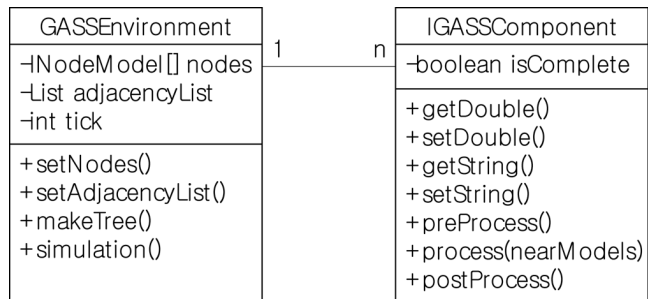 GASSEnvironment
-INodeModel[] nodes
-List adjacencyList
-int tick
+setNodes()
+setAdjacencyList()
+makeTree()
+simulation()
1 n
IGASSComponent
-boolean isComplete
+getDouble()
+setDouble()
+getString()
+setString()
+preProcess()
+process(nearModels)
+postProcess()